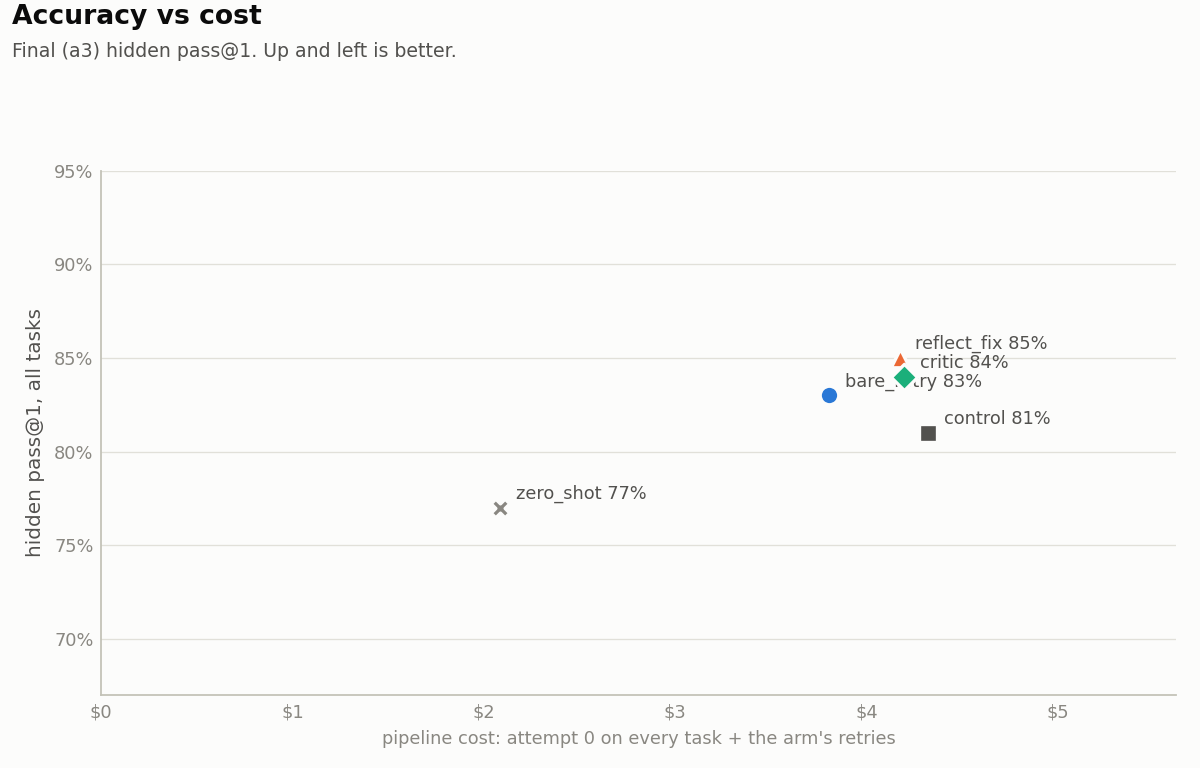 Accuracy vs cost
Final (a3) hidden pass@1. Up and left is better.
95%
90%
85%
80%
75%
70%
hidden pass@1, all tasks
reflect_fix 85%
critic 84%
83%
control 81%
zero_shot 77%
$0 $1 $2 $3 $4 $5
pipeline cost: attempt 0 on every task + the arm's retries